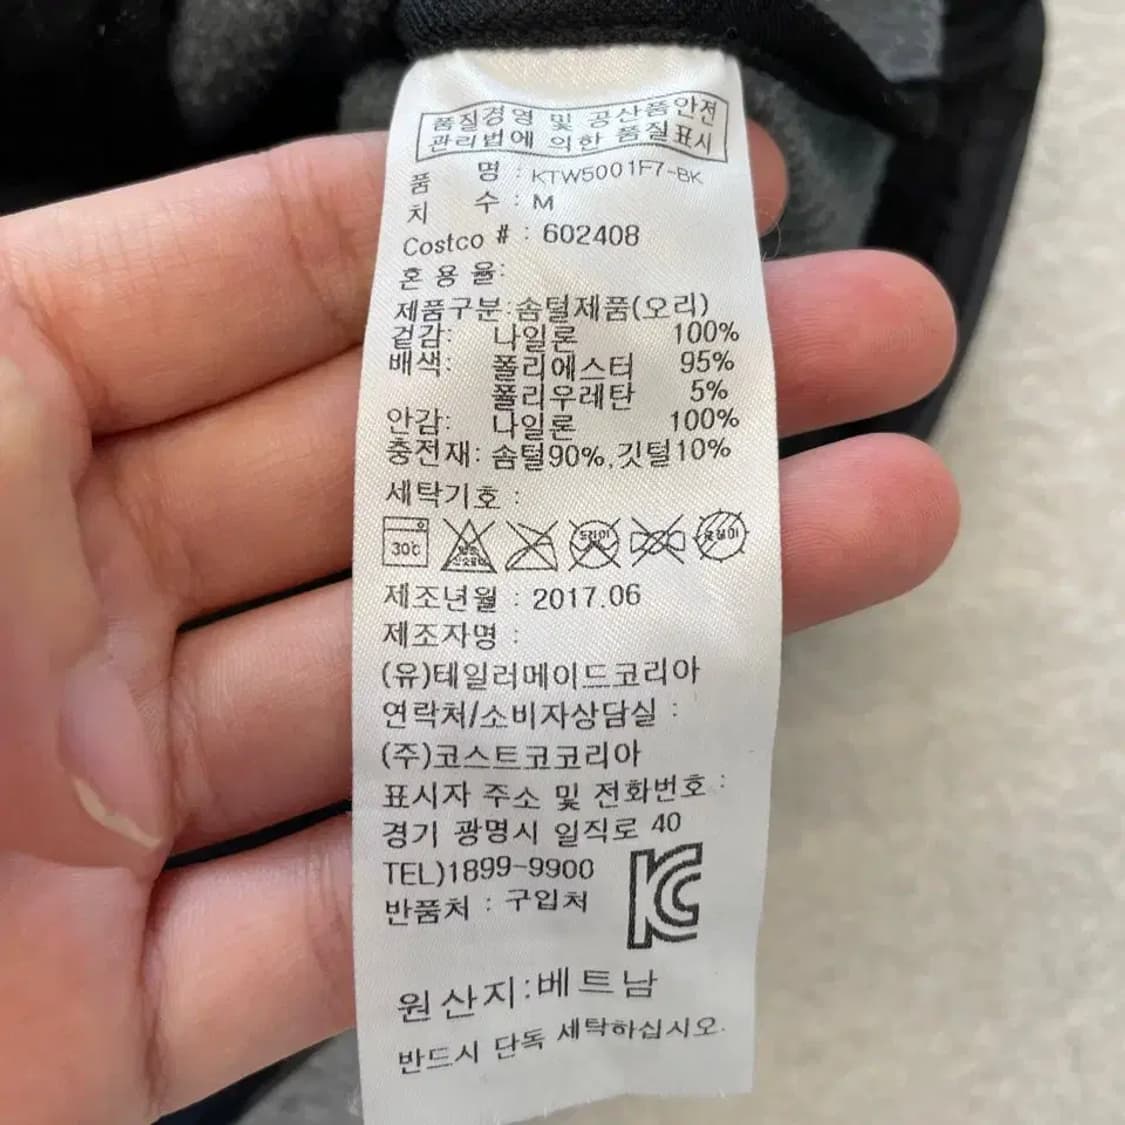 품질경영 및 공산품안전
관리법에 의한 품질표시
품 명 : KTW5001F7-BK
치 수 : M
Costco # : 602408
혼용율:
제품구분:솜털제품(오리)
겉감: 나일론 100%
배색: 폴리에스터 95%
폴리우레탄 5%
안감: 나일론 100%
충전재: 솜털90%,깃털10%
세탁기호 :
30℃
제조년월 : 2017.06
제조자명 :
(유)테일러메이드코리아
연락처/소비자상담실 :
(주)코스트코코리아
표시자 주소 및 전화번호 :
경기 광명시 일직로 40
TEL)1899-9900
반품처 : 구입처
KC
원산지:베트남
반드시 단독 세탁하십시오.